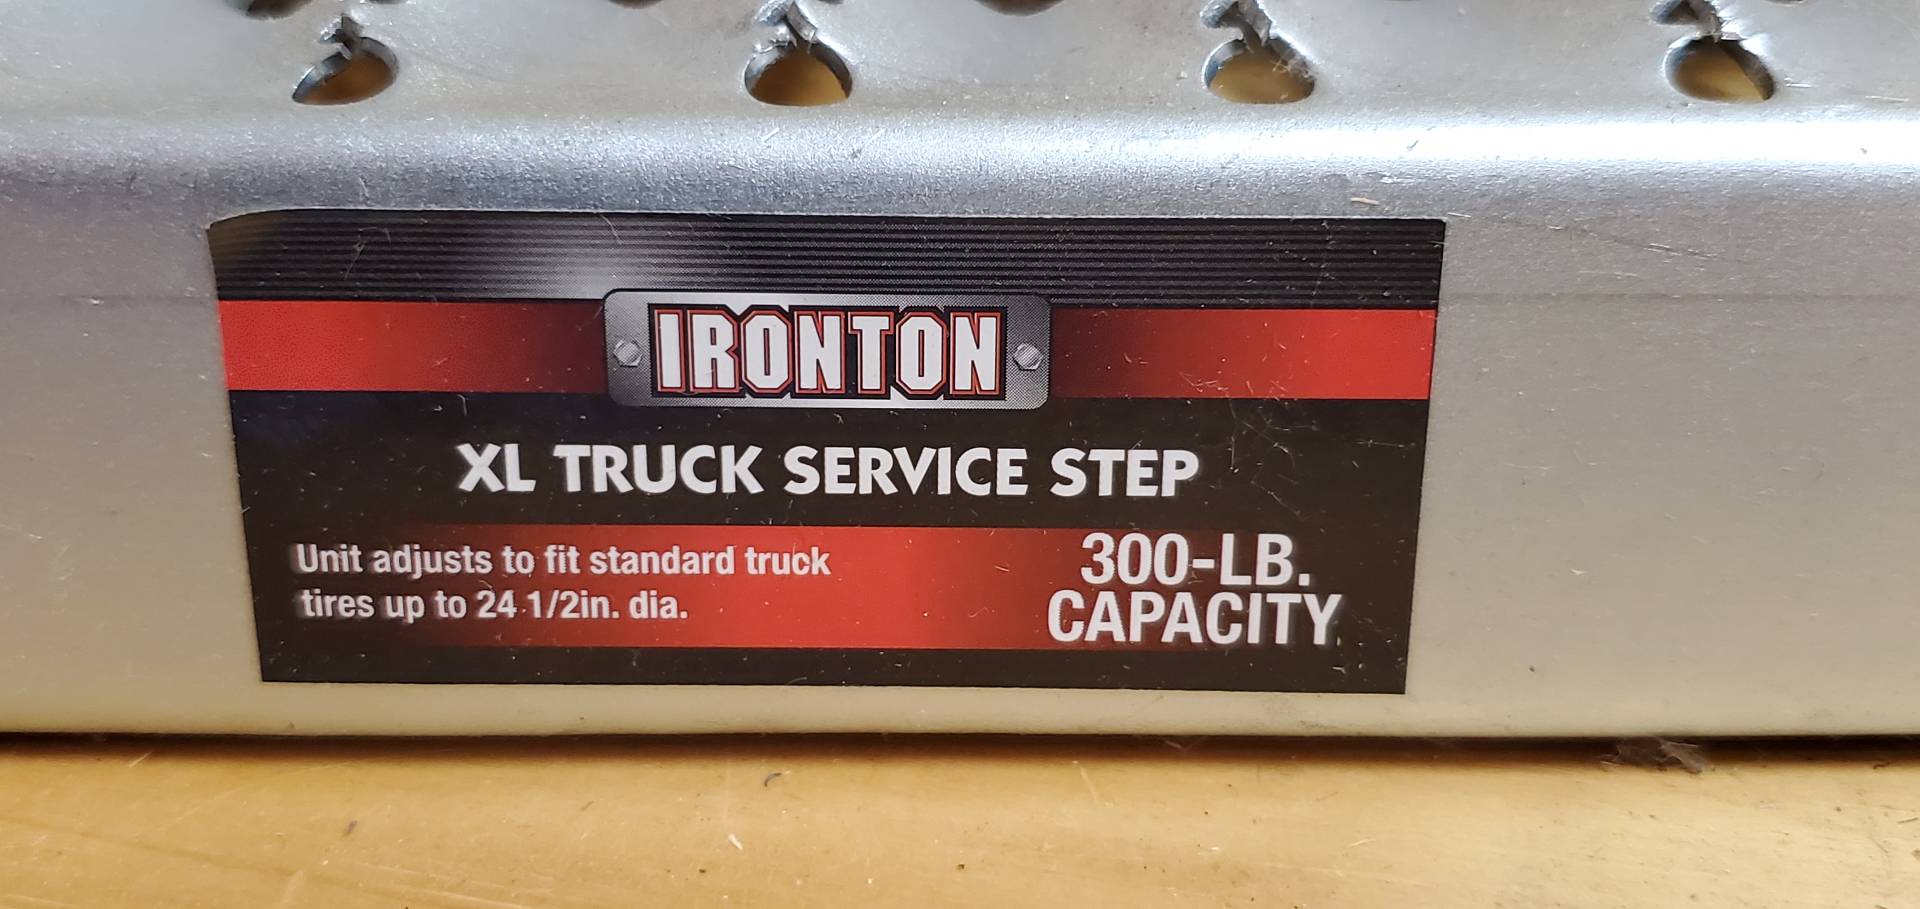 IRONTON
XL TRUCK SERVICE STEP
Unit adjusts to fit standard truck
tires up to 24 1/2in. dia.
300-LB.
CAPACITY